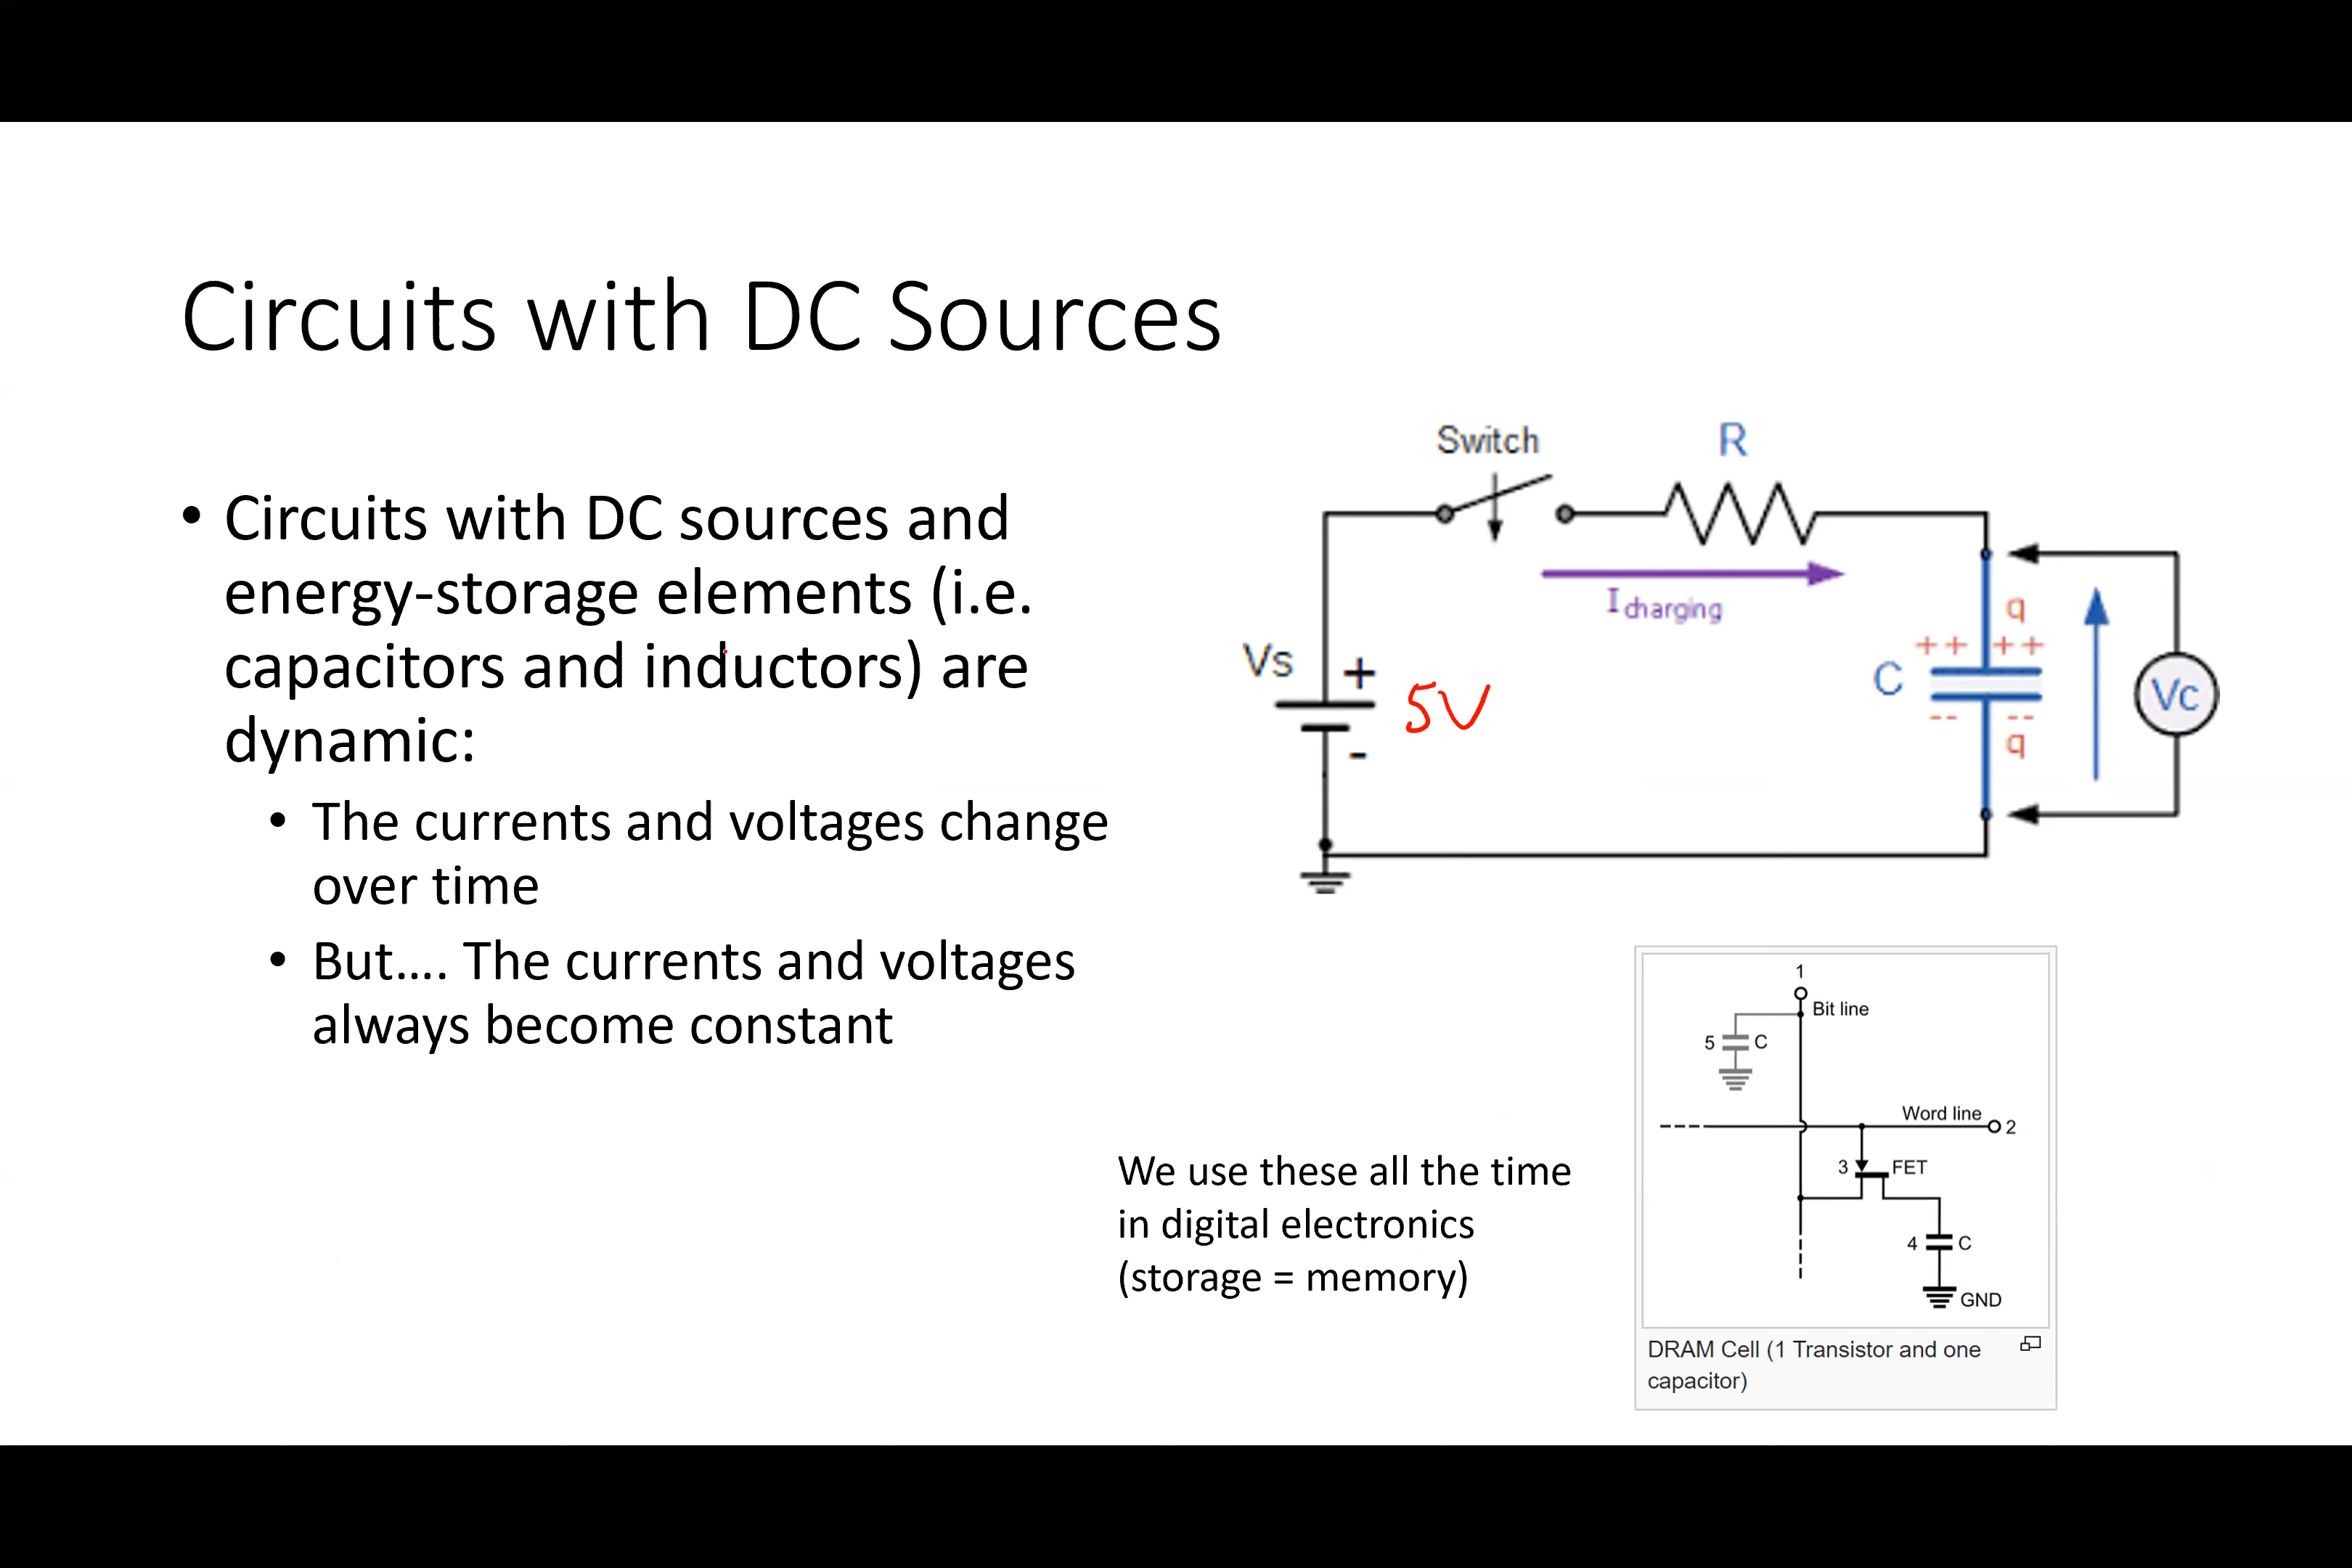 Circuits with DC Sources
• Circuits with DC sources and
energy-storage elements (i.e.
capacitors and inductors) are
dynamic:
• The currents and voltages change
over time
• But.... The currents and voltages
always become constant
Switch
R
I charging
Vs
+
5V
-
q
++ ++
C
-- --
q
Vc
We use these all the time
in digital electronics
(storage = memory)
1
Bit line
5 C
Word line
2
3 FET
4 C
GND
DRAM Cell (1 Transistor and one
capacitor)